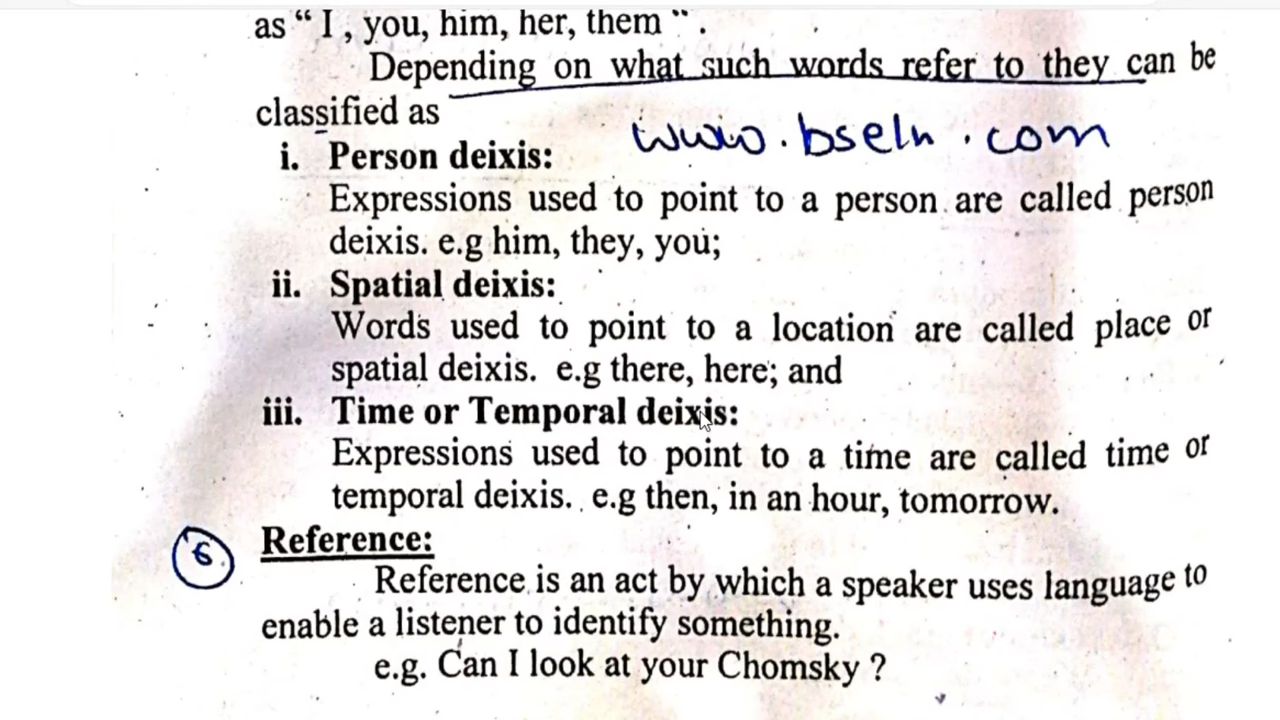 as “ I , you, him, her, them ” .
Depending on what such words refer to they can be
classified as
www.bseln.com
i. Person deixis:
Expressions used to point to a person are called person
deixis. e.g him, they, you;
ii. Spatial deixis:
Words used to point to a location are called place or
spatial deixis. e.g there, here; and
iii. Time or Temporal deixis:
Expressions used to point to a time are called time or
temporal deixis. e.g then, in an hour, tomorrow.
6
Reference:
Reference is an act by which a speaker uses language to
enable a listener to identify something.
e.g. Can I look at your Chomsky ?